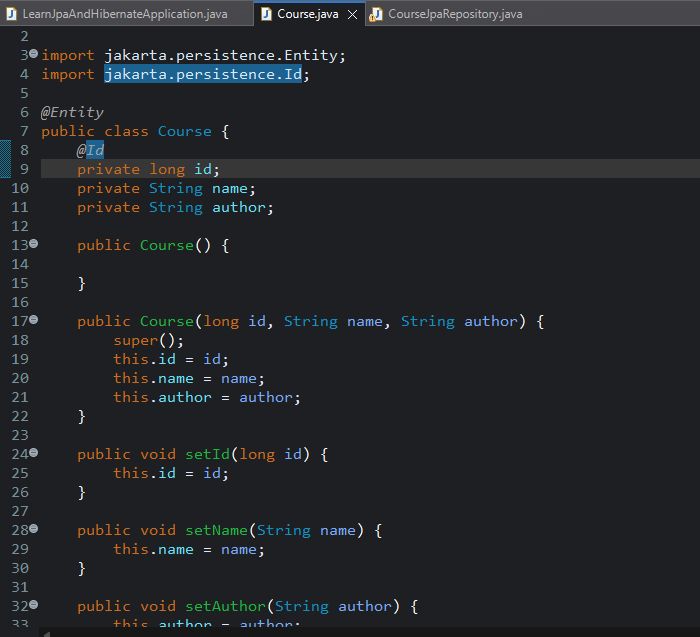 LearnJpaAndHibernateApplication.java Course.java CourseJpaRepository.java
2
3 import jakarta.persistence.Entity;
4 import jakarta.persistence.Id;
5
6 @Entity
7 public class Course {
8 @Id
9 private long id;
10 private String name;
11 private String author;
12
13 public Course() {
14
15 }
16
17 public Course(long id, String name, String author) {
18 super();
19 this.id = id;
20 this.name = name;
21 this.author = author;
22 }
23
24 public void setId(long id) {
25 this.id = id;
26 }
27
28 public void setName(String name) {
29 this.name = name;
30 }
31
32 public void setAuthor(String author) {
33 this.author = author;